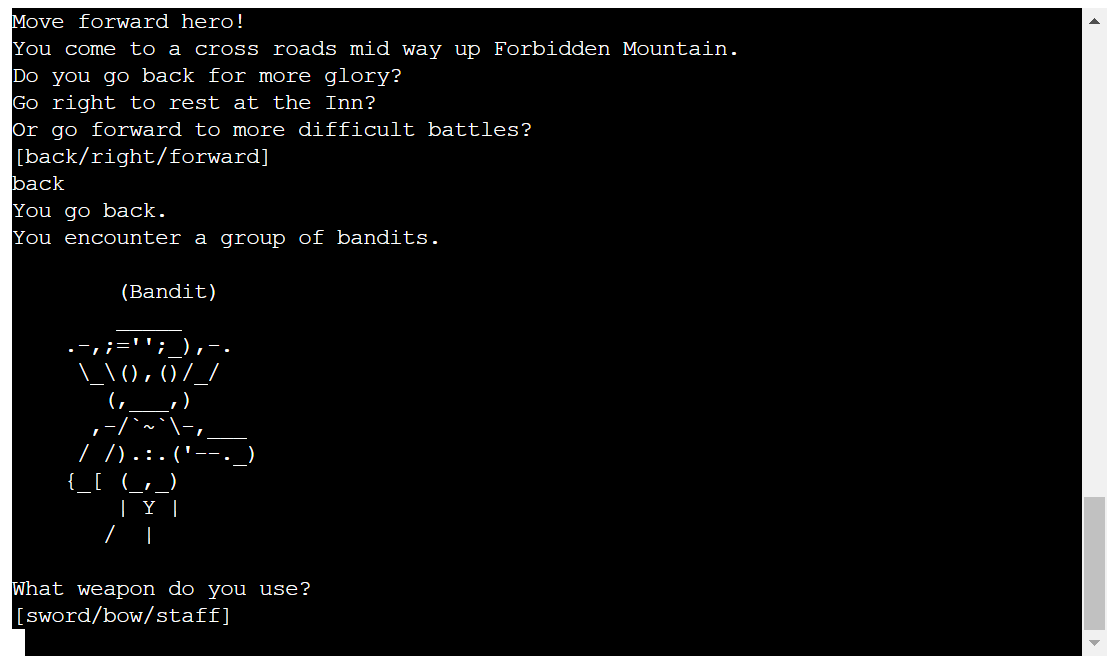 Move forward hero!
You come to a cross roads mid way up Forbidden Mountain.
Do you go back for more glory?
Go right to rest at the Inn?
Or go forward to more difficult battles?
[back/right/forward]
back
You go back.
You encounter a group of bandits.
(Bandit)
_____
.-,;='';_),-.
\_\(),()/_/
(,___,)
,-/`~`\-,___
/ /).:.('--._)
{_[ (_,_)
| Y |
/  |
What weapon do you use?
[sword/bow/staff]